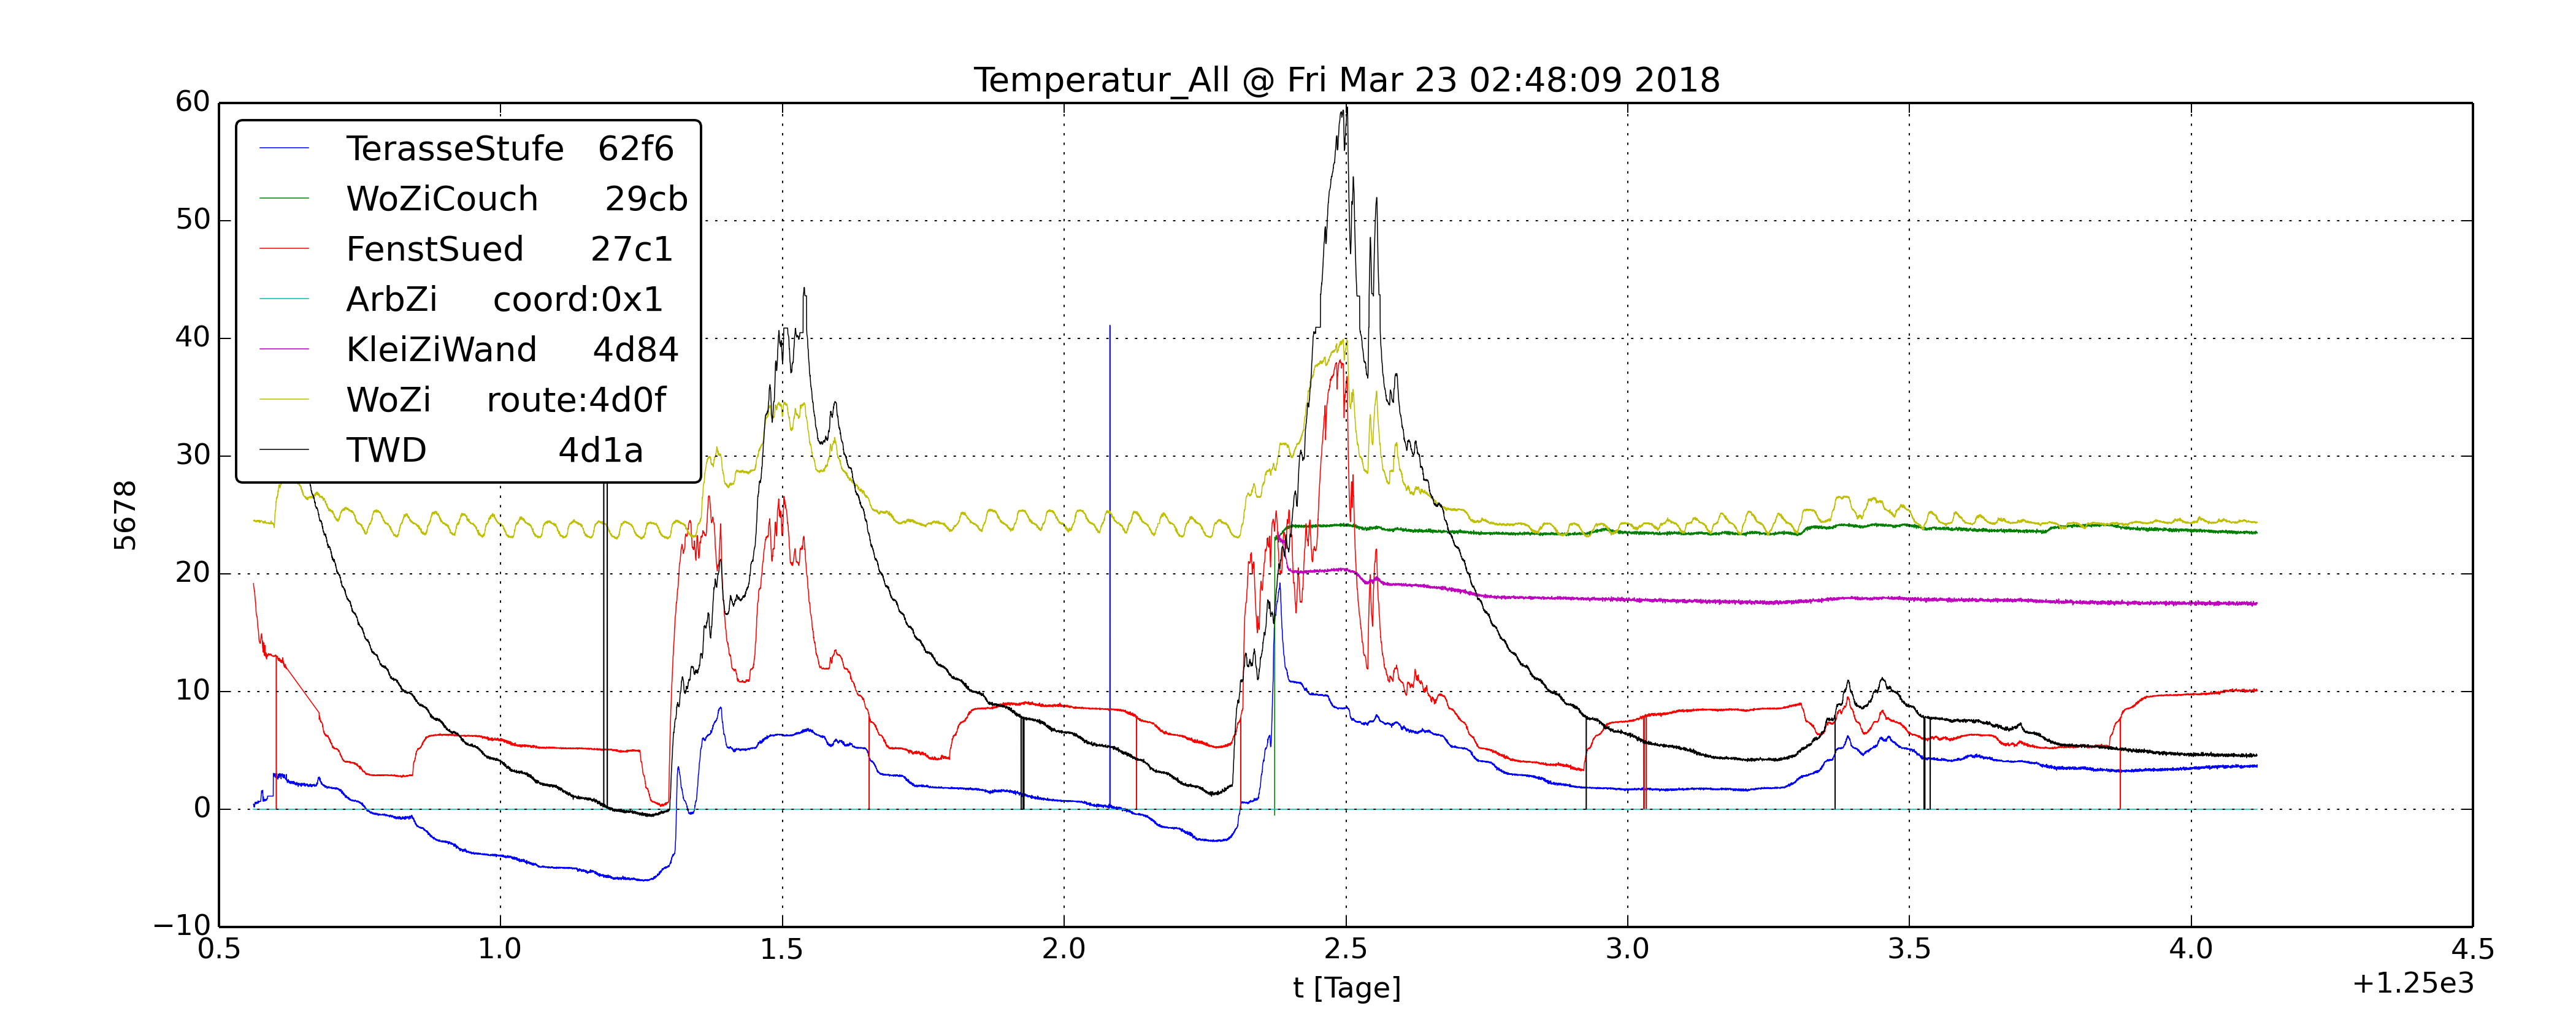 Temperatur_All @ Fri Mar 23 02:48:09 2018
60
50
40
30
20
10
0
−10
5678
TerasseStufe 62f6
WoZiCouch 29cb
FenstSued 27c1
ArbZi coord:0x1
KleiZiWand 4d84
WoZi route:4d0f
TWD 4d1a
0.5 1.0 1.5 2.0 2.5 3.0 3.5 4.0 4.5
t [Tage]
+1.25e3